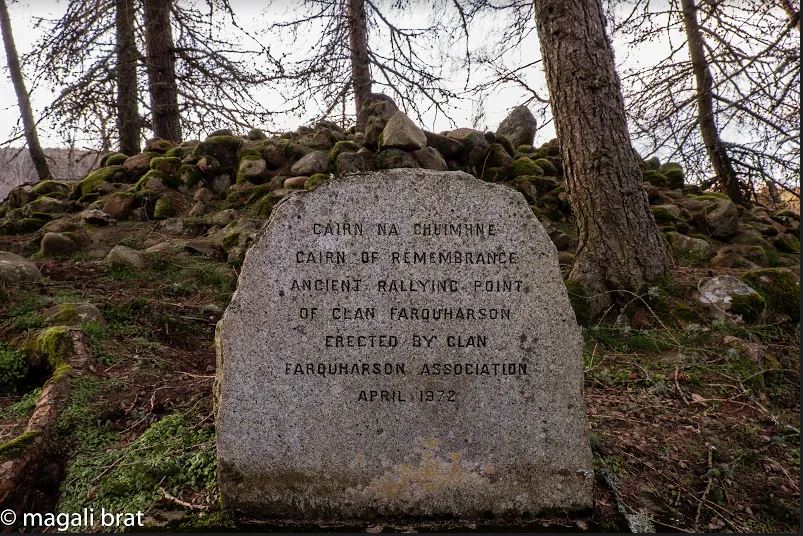 CAIRN NA CHUIMHNE
CAIRN OF REMEMBRANCE
ANCIENT RALLYING POINT
OF CLAN FARQUHARSON
ERECTED BY CLAN
FARQUHARSON ASSOCIATION
APRIL 1972
© magali brat